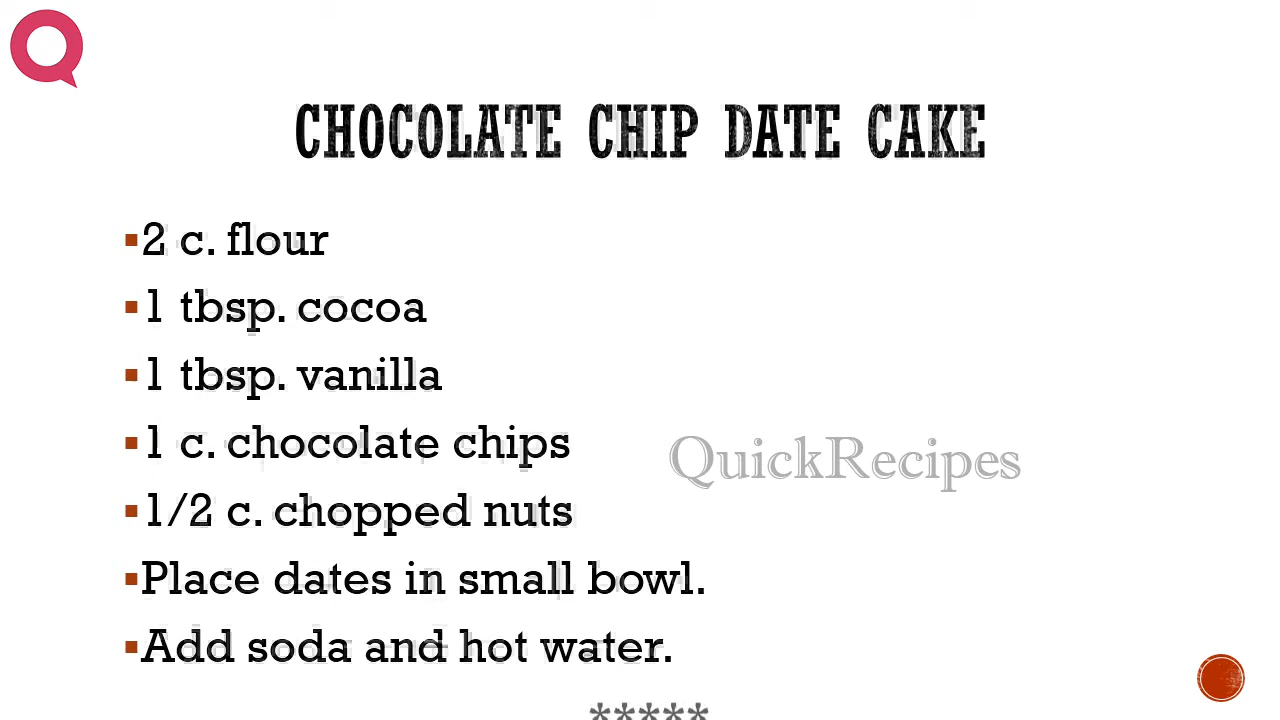 CHOCOLATE CHIP DATE CAKE
▪2 c. flour
▪1 tbsp. cocoa
▪1 tbsp. vanilla
▪1 c. chocolate chips
QuickRecipes
▪1/2 c. chopped nuts
▪Place dates in small bowl.
▪Add soda and hot water.
*****